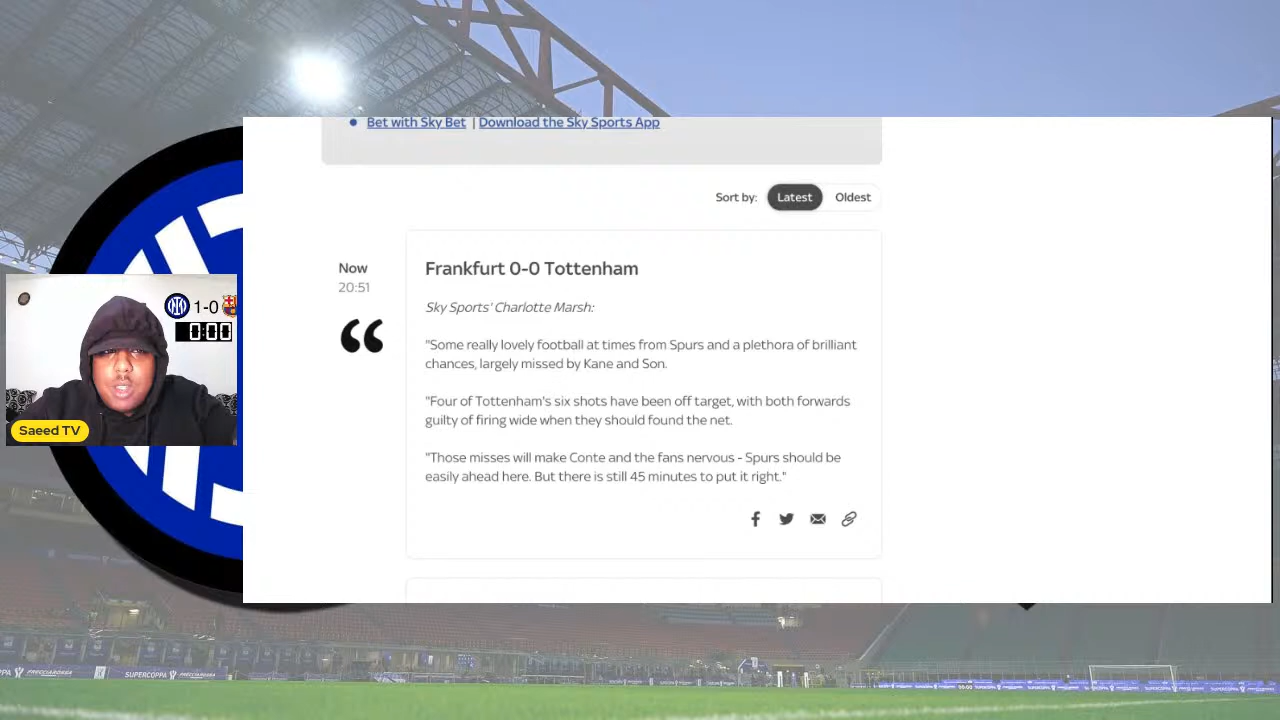 Bet with Sky Bet | Download the Sky Sports App
Sort by: Latest Oldest
Now
20:51
Frankfurt 0-0 Tottenham
Sky Sports' Charlotte Marsh:
"Some really lovely football at times from Spurs and a plethora of brilliant
chances, largely missed by Kane and Son.
"Four of Tottenham's six shots have been off target, with both forwards
guilty of firing wide when they should found the net.
"Those misses will make Conte and the fans nervous - Spurs should be
easily ahead here. But there is still 45 minutes to put it right."
1-0
0:00
Saeed TV
SUPERCOPPA
FRECCIAROSSA
SUPERCOPPA